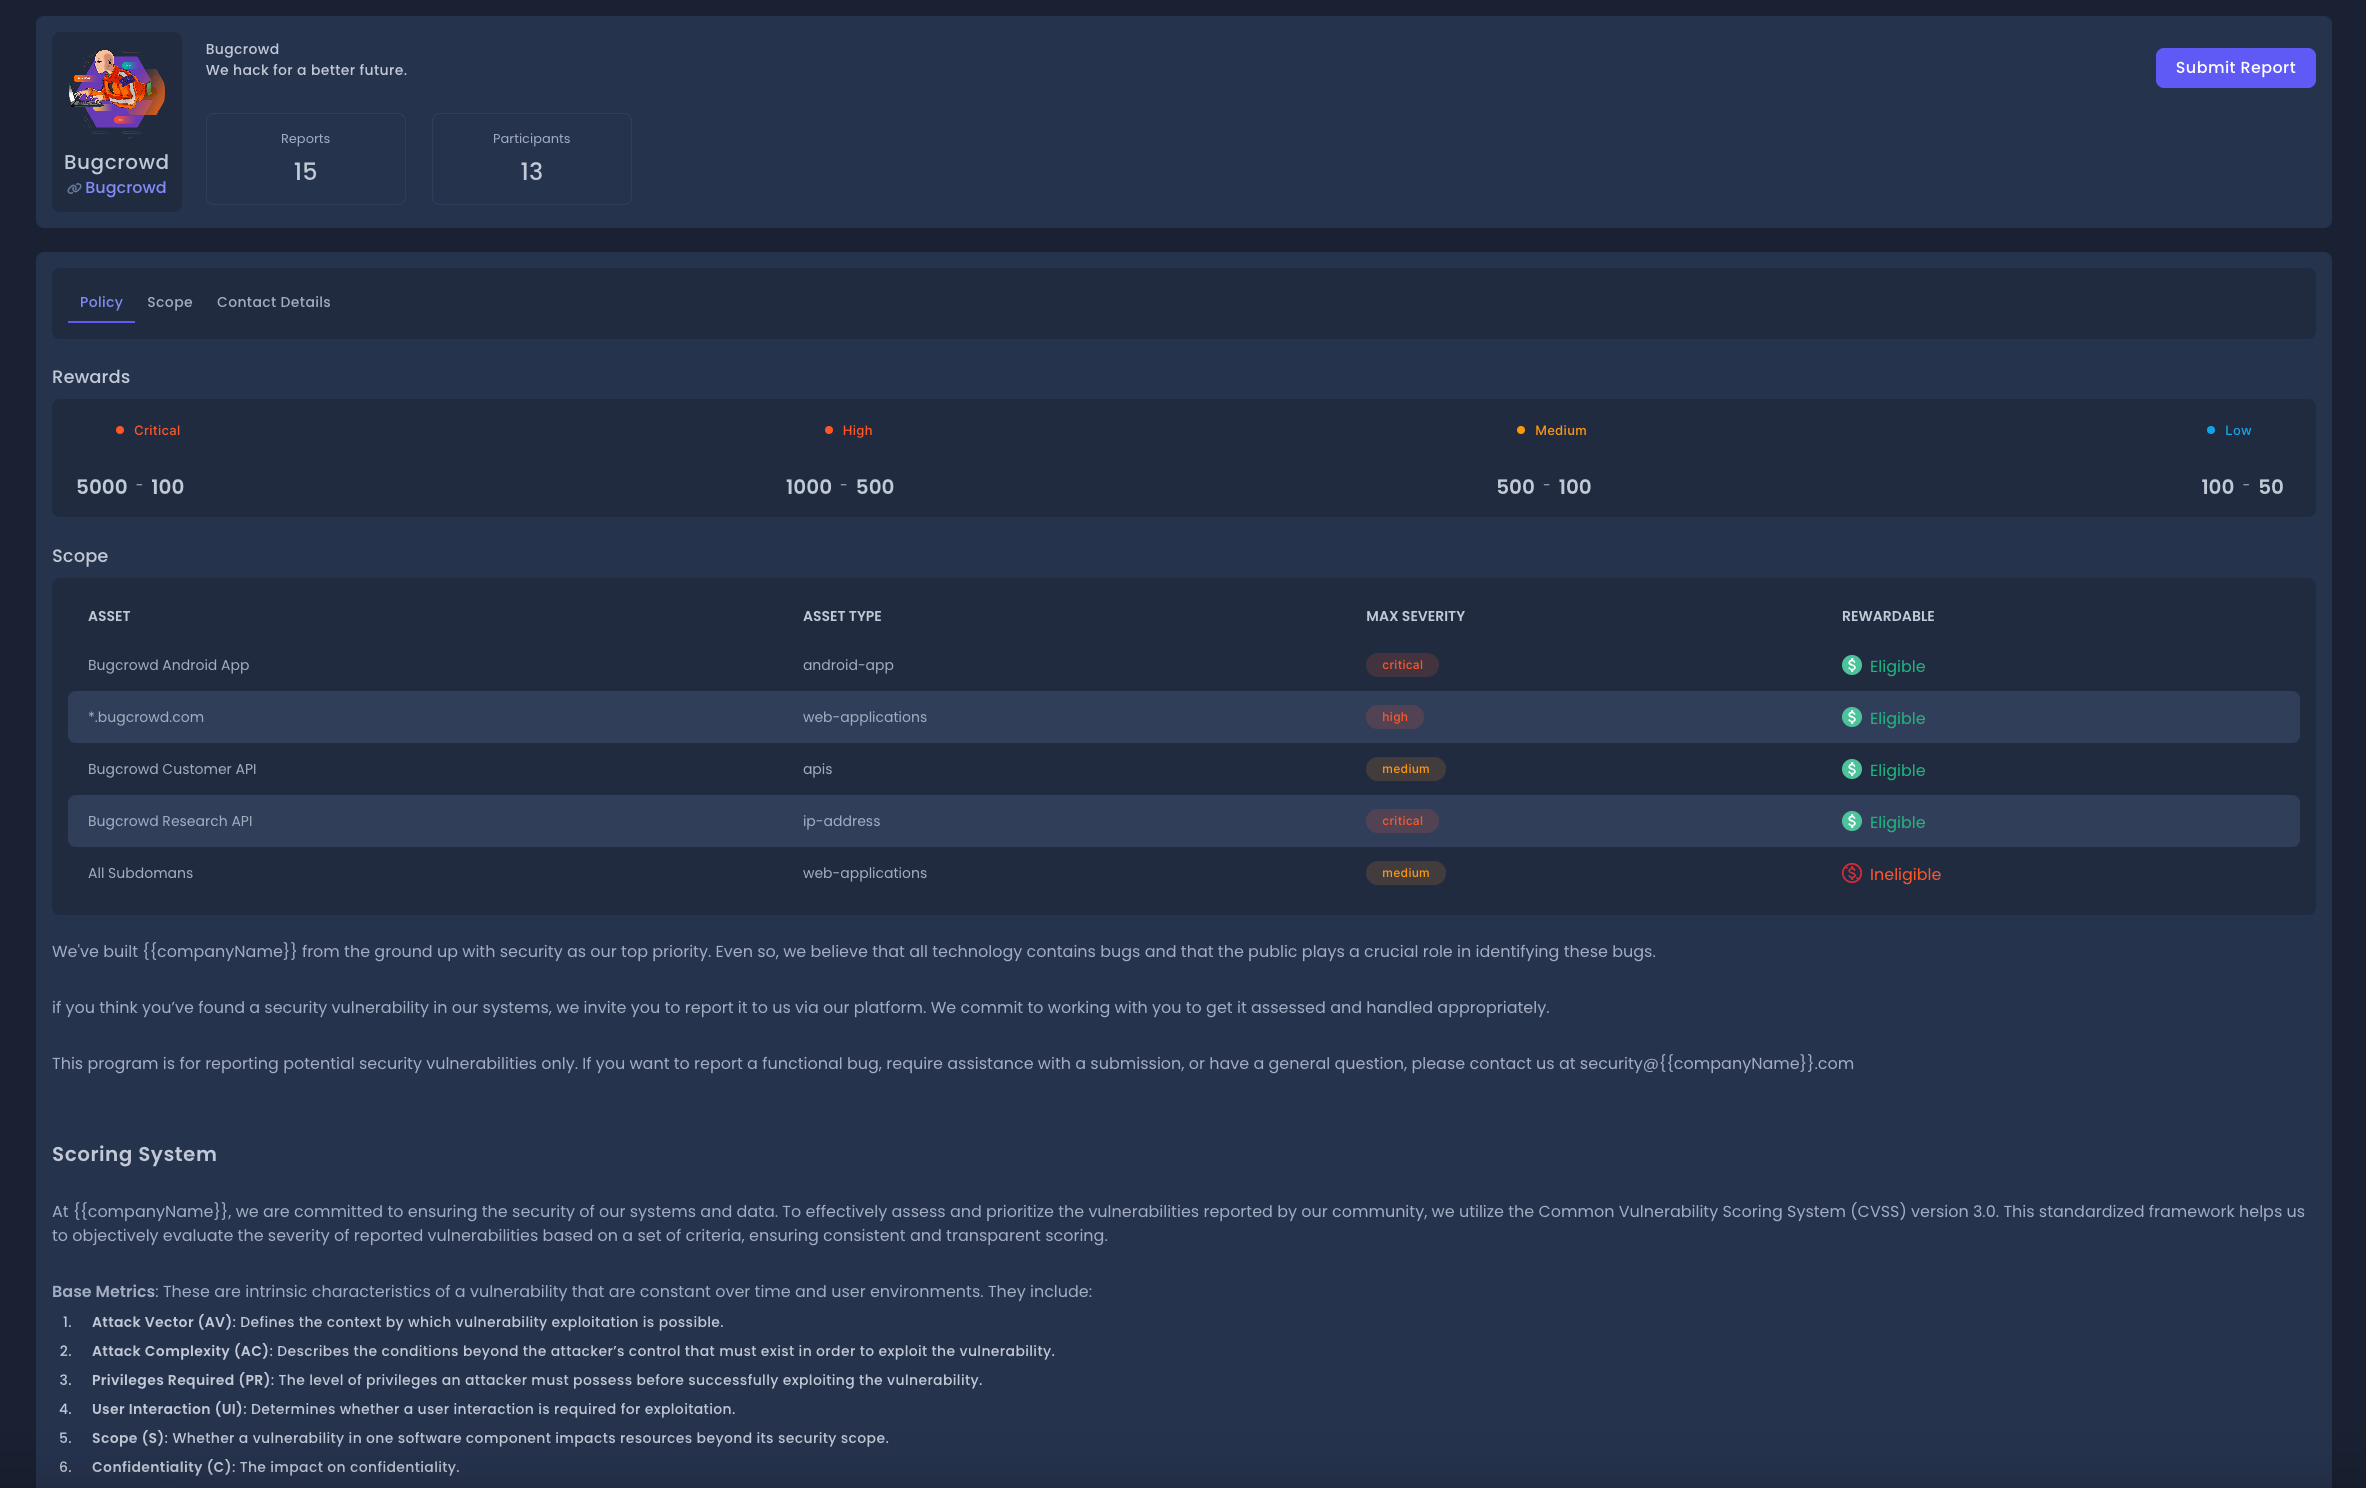 Bugcrowd
We hack for a better future.
Submit Report
Reports
15
Participants
13
Bugcrowd
Bugcrowd
Policy Scope Contact Details
Rewards
Critical High Medium Low
5000 - 100 1000 - 500 500 - 100 100 - 50
Scope
ASSET ASSET TYPE MAX SEVERITY REWARDABLE
Bugcrowd Android App android-app critical Eligible
*.bugcrowd.com web-applications high Eligible
Bugcrowd Customer API apis medium Eligible
Bugcrowd Research API ip-address critical Eligible
All Subdomans web-applications medium Ineligible
We've built {{companyName}} from the ground up with security as our top priority. Even so, we believe that all technology contains bugs and that the public plays a crucial role in identifying these bugs.
if you think you’ve found a security vulnerability in our systems, we invite you to report it to us via our platform. We commit to working with you to get it assessed and handled appropriately.
This program is for reporting potential security vulnerabilities only. If you want to report a functional bug, require assistance with a submission, or have a general question, please contact us at security@{{companyName}}.com
Scoring System
At {{companyName}}, we are committed to ensuring the security of our systems and data. To effectively assess and prioritize the vulnerabilities reported by our community, we utilize the Common Vulnerability Scoring System (CVSS) version 3.0. This standardized framework helps us
to objectively evaluate the severity of reported vulnerabilities based on a set of criteria, ensuring consistent and transparent scoring.
Base Metrics: These are intrinsic characteristics of a vulnerability that are constant over time and user environments. They include:
1. Attack Vector (AV): Defines the context by which vulnerability exploitation is possible.
2. Attack Complexity (AC): Describes the conditions beyond the attacker’s control that must exist in order to exploit the vulnerability.
3. Privileges Required (PR): The level of privileges an attacker must possess before successfully exploiting the vulnerability.
4. User Interaction (UI): Determines whether a user interaction is required for exploitation.
5. Scope (S): Whether a vulnerability in one software component impacts resources beyond its security scope.
6. Confidentiality (C): The impact on confidentiality.